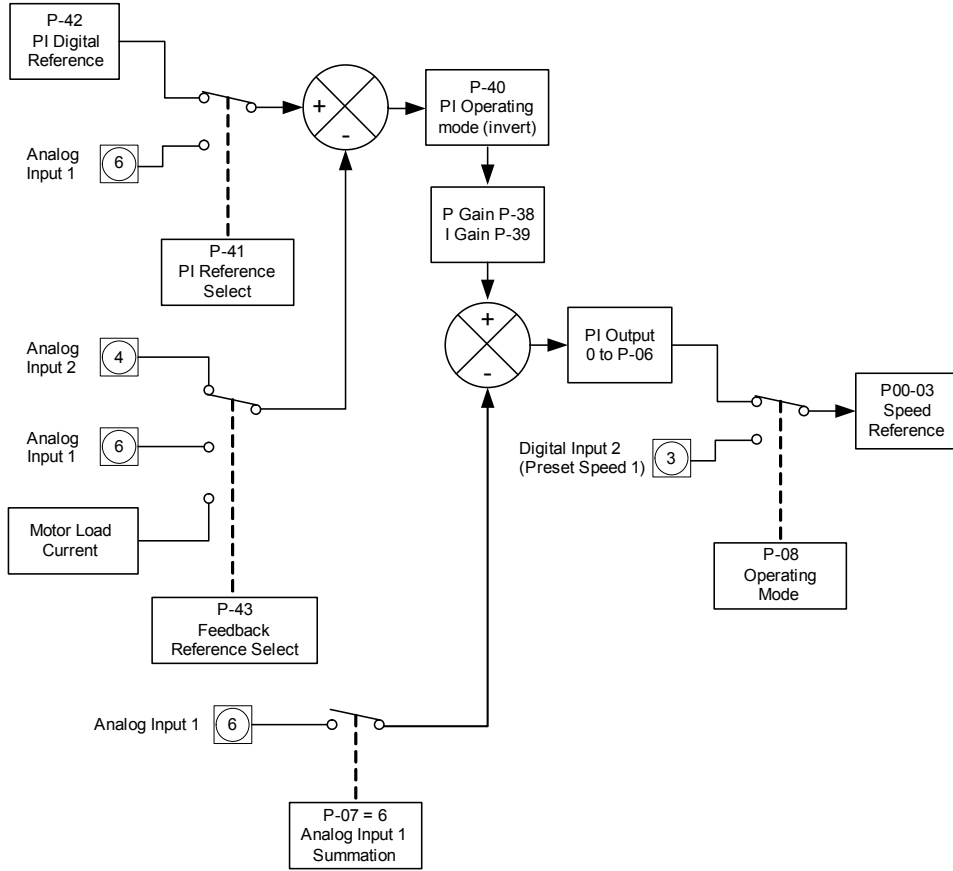 P-42
PI Digital
Reference
Analog
Input 1
6
P-41
PI Reference
Select
+
-
P-40
PI Operating
mode (invert)
P Gain P-38
I Gain P-39
Analog
Input 2
4
Analog
Input 1
6
Motor Load
Current
P-43
Feedback
Reference Select
+
-
PI Output
0 to P-06
P00-03
Speed
Reference
Digital Input 2
(Preset Speed 1)
3
P-08
Operating
Mode
Analog Input 1
6
P-07 = 6
Analog Input 1
Summation